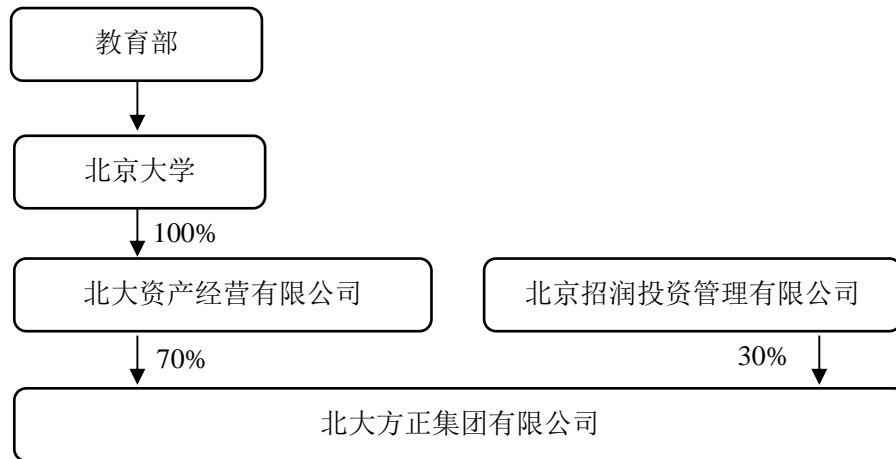 教育部
北京大学
100%
北大资产经营有限公司
北京招润投资管理有限公司
70%
30%
北大方正集团有限公司